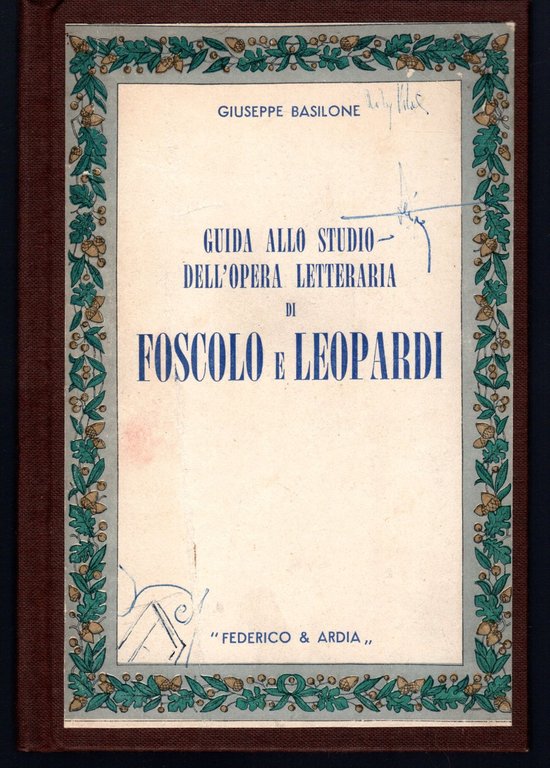 GIUSEPPE BASILONE
GUIDA ALLO STUDIO
DELL'OPERA LETTERARIA
DI
FOSCOLO E LEOPARDI
"FEDERICO & ARDIA„